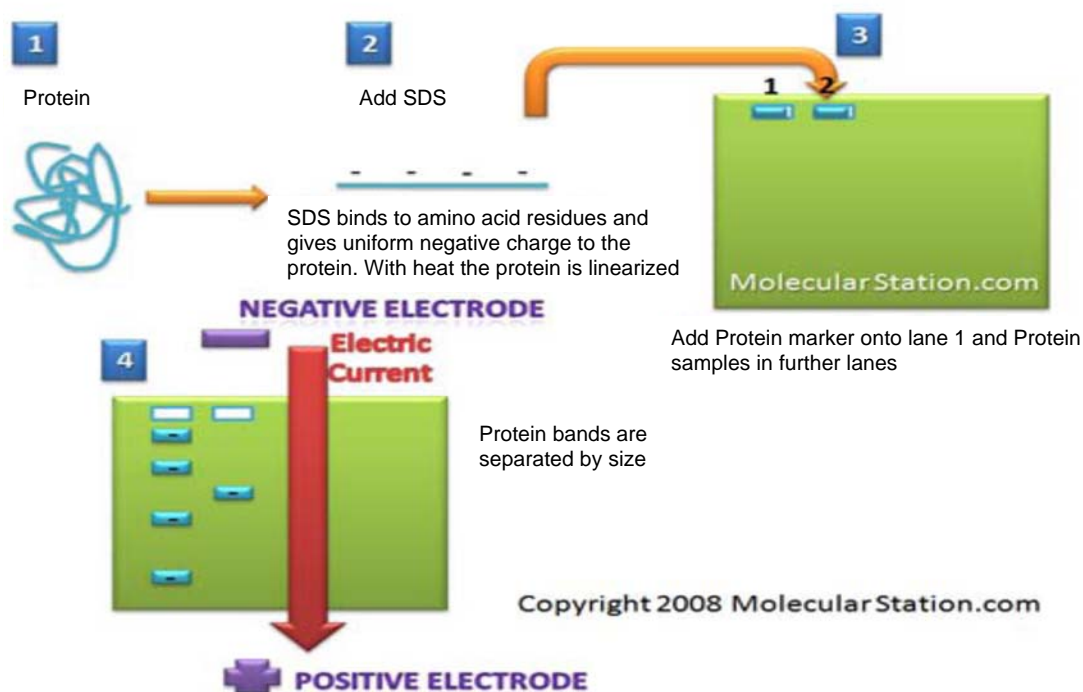 1
Protein
2
Add SDS
- - - -
SDS binds to amino acid residues and
gives uniform negative charge to the
protein. With heat the protein is linearized
3
1 2
MolecularStation.com
Add Protein marker onto lane 1 and Protein
samples in further lanes
4
NEGATIVE ELECTRODE
Electric
Current
Protein bands are
separated by size
POSITIVE ELECTRODE
Copyright 2008 MolecularStation.com